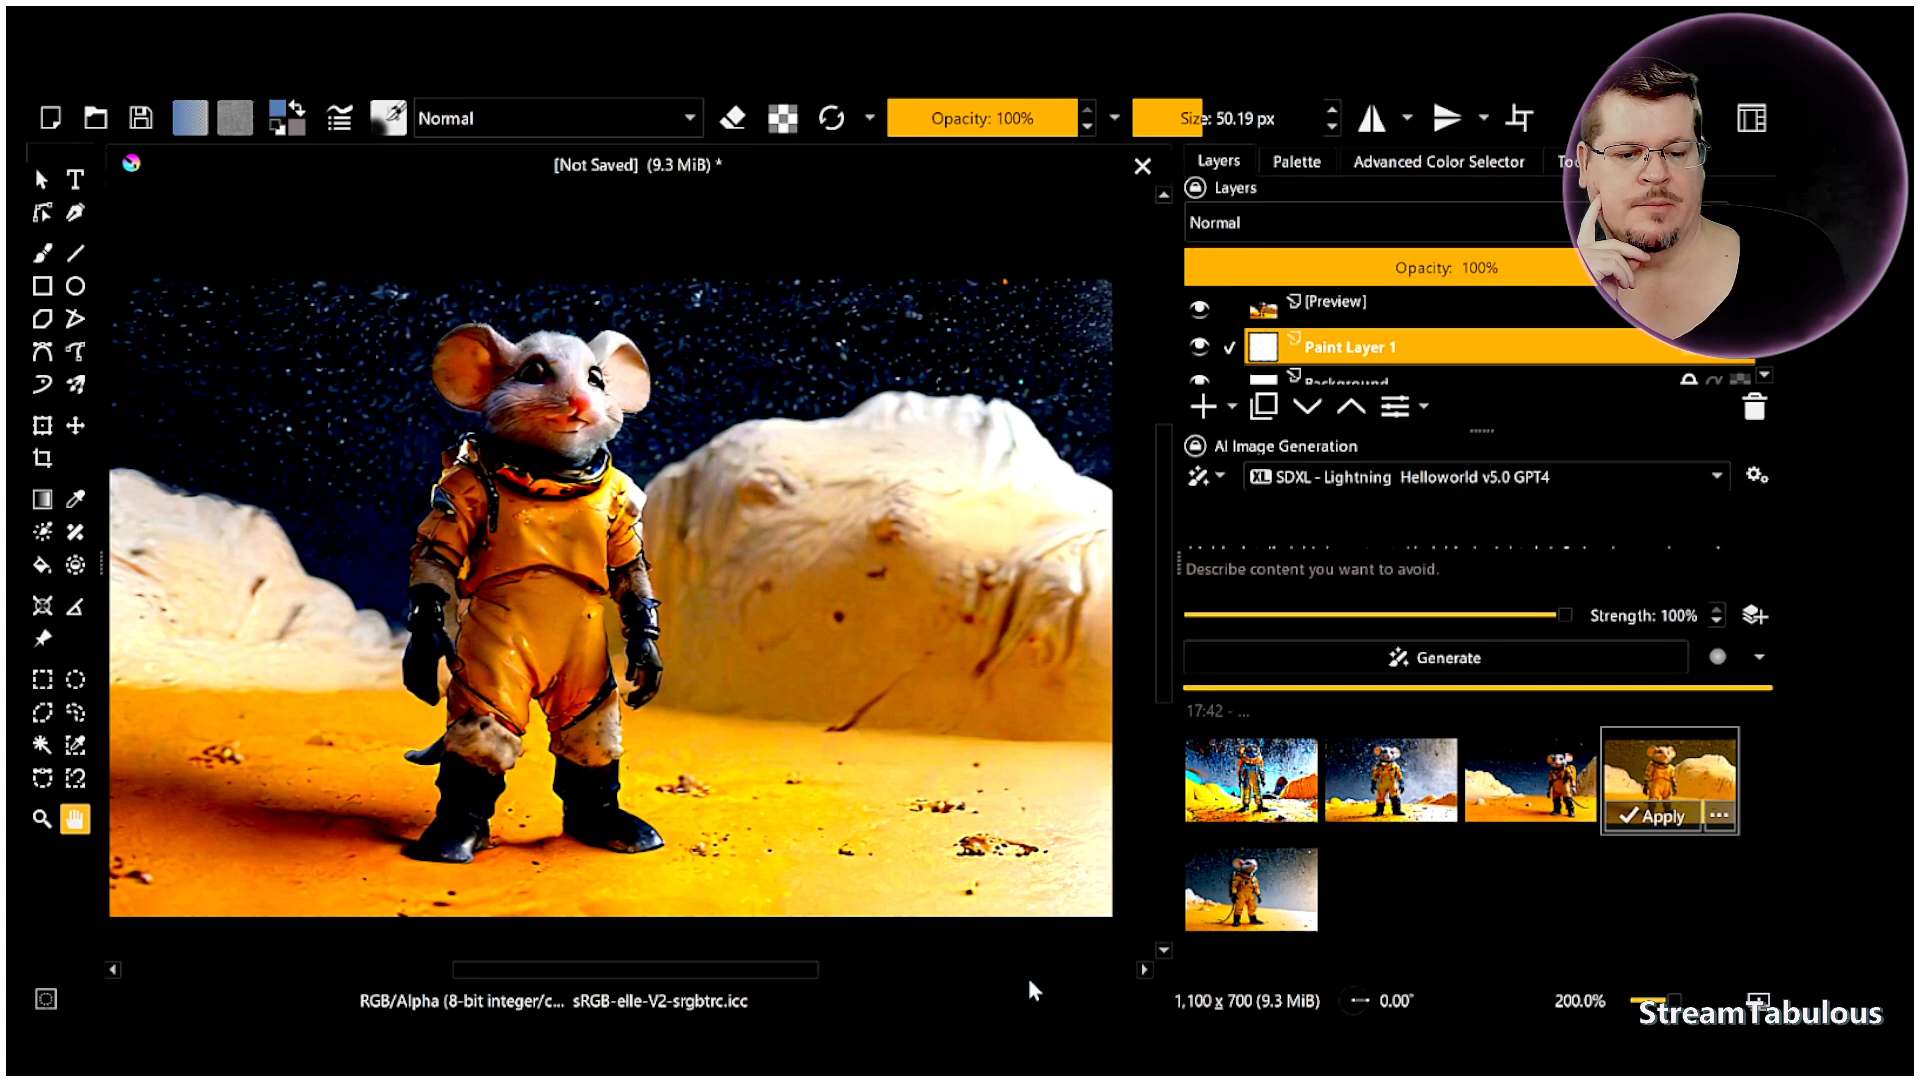 Normal
Opacity: 100%
Size: 50.19 px
[Not Saved] (9.3 MiB) *
Layers
Palette
Advanced Color Selector
Layers
Normal
Opacity: 100%
[Preview]
Paint Layer 1
Background
AI Image Generation
XL SDXL - Lightning Helloworld v5.0 GPT4
Describe content you want to avoid.
Strength: 100%
Generate
17:42 - ...
Apply
RGB/Alpha (8-bit integer/c... sRGB-elle-V2-srgbtrc.icc
1,100 x 700 (9.3 MiB)
0.00°
200.0%
StreamTabulous